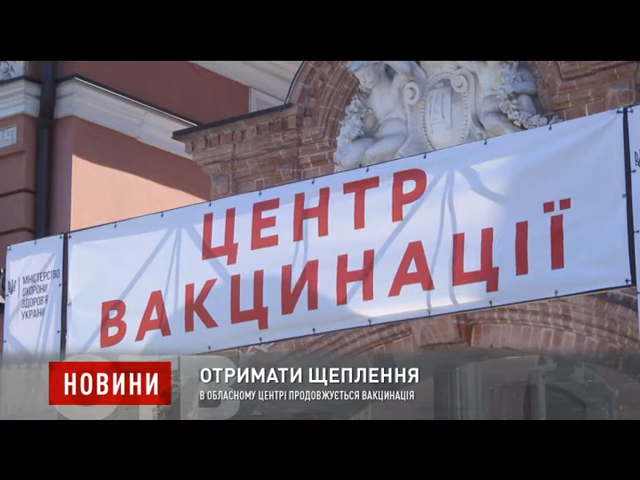 ЦЕНТР
ВАКЦИНАЦІЇ
МІНІСТЕРСТВО
ОХОРОНИ
ЗДОРОВ'Я
УКРАЇНИ
НОВИНИ
ОТРИМАТИ ЩЕПЛЕННЯ
В ОБЛАСНОМУ ЦЕНТРІ ПРОДОВЖУЄТЬСЯ ВАКЦИНАЦІЯ